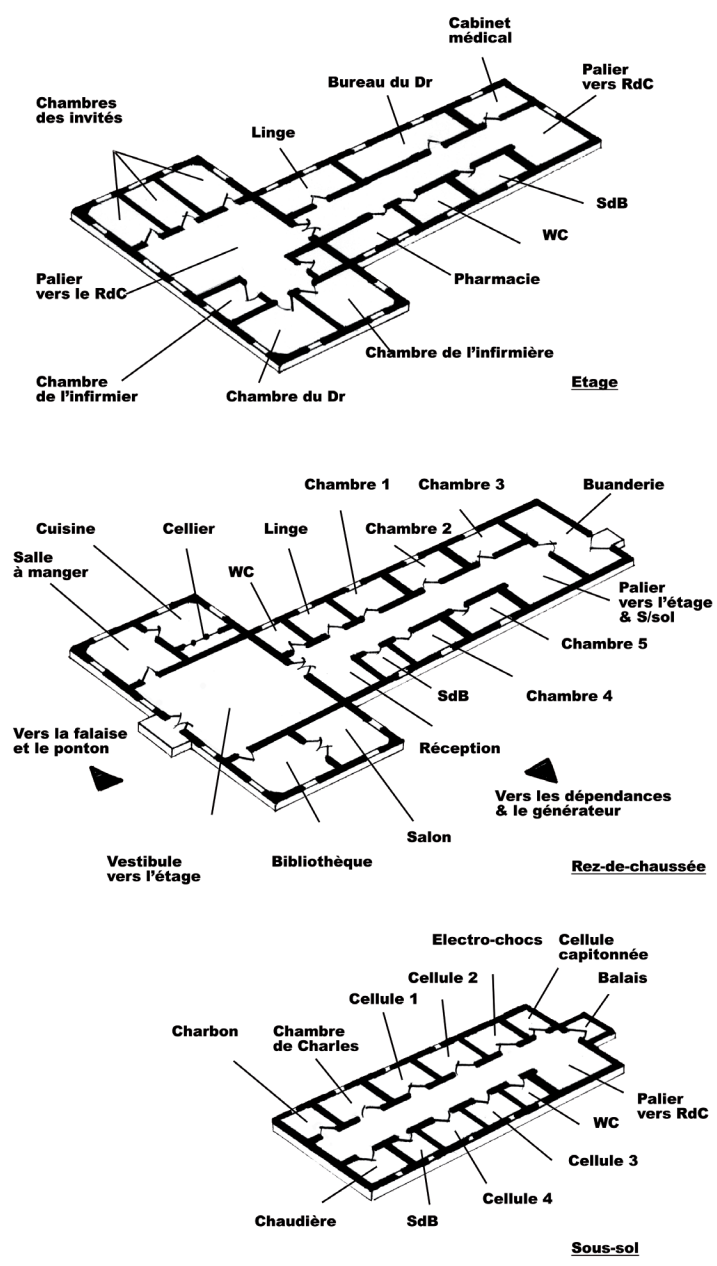 Cabinet
médical
Palier
vers RdC
Bureau du Dr
Chambres
des invités
Linge
SdB
WC
Palier
vers le RdC
Pharmacie
Chambre de l'infirmière
Chambre
de l'infirmier
Chambre du Dr
Etage
Chambre 1
Chambre 3
Buanderie
Cuisine
Cellier
Linge
Chambre 2
Salle
à manger
WC
Palier
vers l'étage
& S/sol
Chambre 5
SdB
Chambre 4
Vers la falaise
et le ponton
Réception
Vers les dépendances
& le générateur
Salon
Vestibule
vers l'étage
Bibliothèque
Rez-de-chaussée
Electro-chocs
Cellule
capitonnée
Cellule 2
Balais
Cellule 1
Charbon
Chambre
de Charles
Palier
vers RdC
WC
Cellule 3
Cellule 4
Chaudière
SdB
Sous-sol